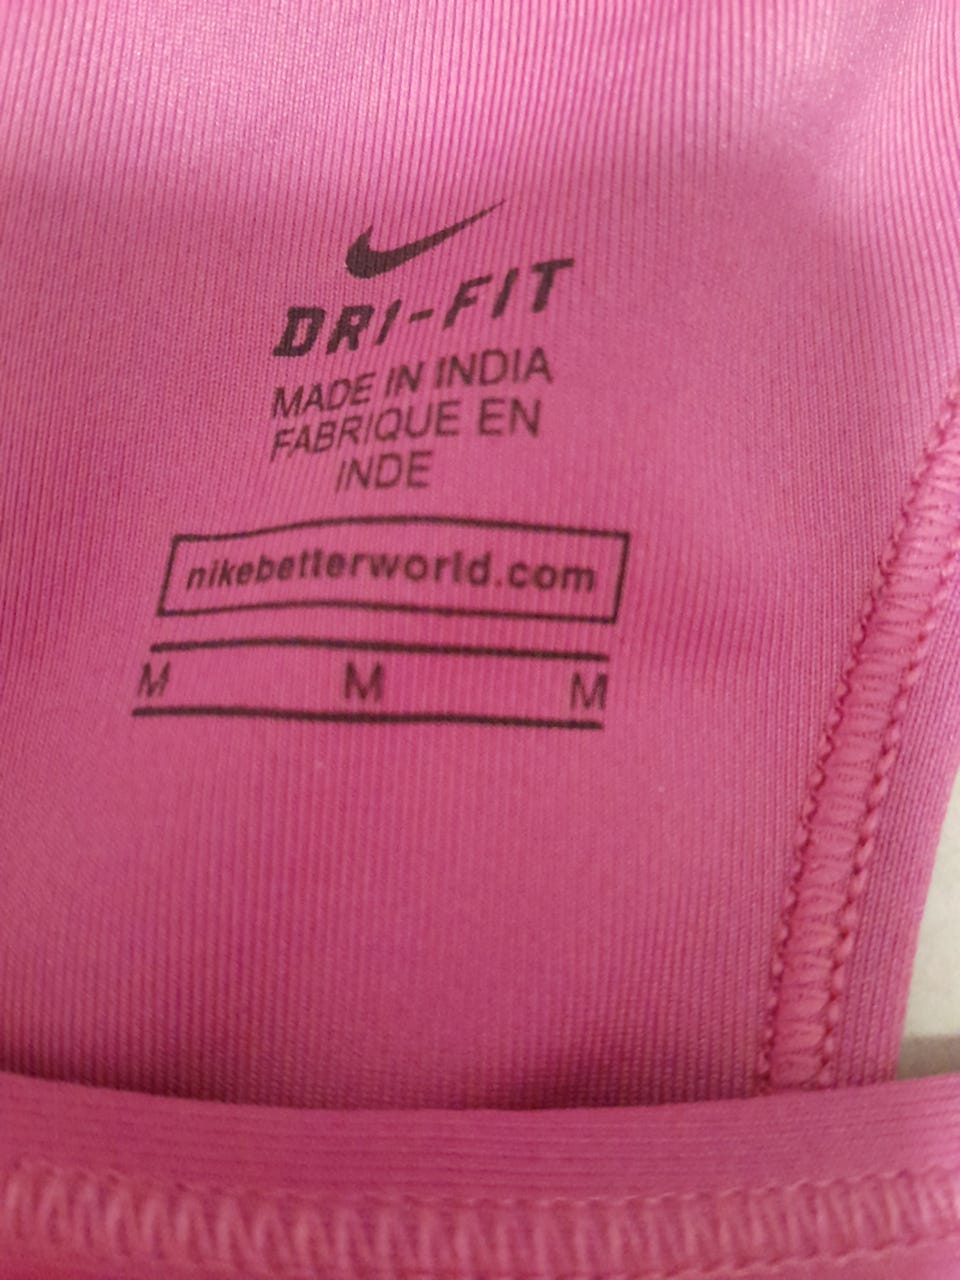 DRI-FIT
MADE IN INDIA
FABRIQUE EN
INDE
nikebetterworld.com
M M M